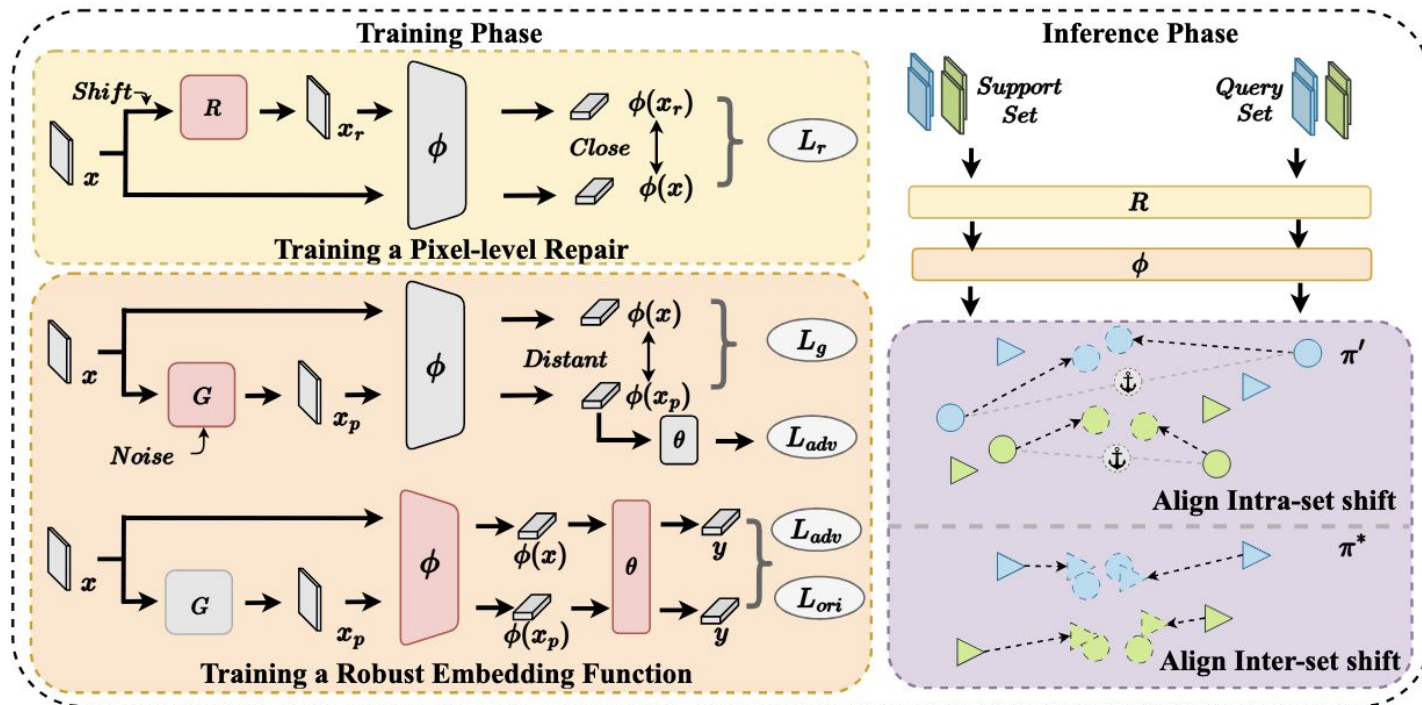 Training Phase
Shift
R
x_r
x
ϕ
ϕ(x_r)
Close
ϕ(x)
L_r
Training a Pixel-level Repair
x
G
Noise
x_p
ϕ
ϕ(x)
Distant
ϕ(x_p)
L_g
θ
L_adv
x
G
x_p
ϕ
ϕ(x)
ϕ(x_p)
θ
y
y
L_adv
L_ori
Training a Robust Embedding Function
Inference Phase
Support
Set
Query
Set
R
ϕ
π′
Align Intra-set shift
π*
Align Inter-set shift